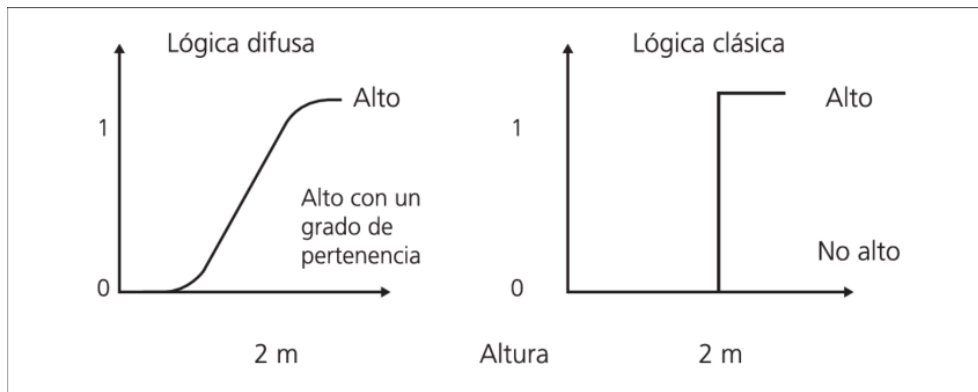 Lógica difusa
1
Alto
Alto con un
grado de
pertenencia
0
2 m
Altura
Lógica clásica
1
Alto
No alto
0
2 m